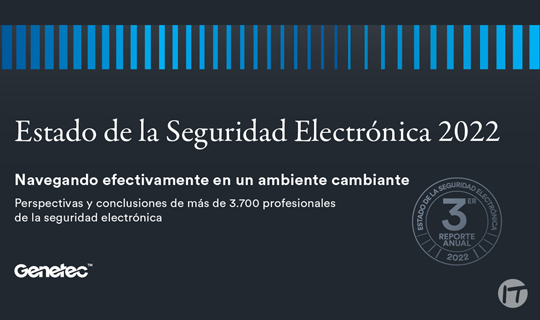 Estado de la Seguridad Electrónica 2022
Navegando efectivamente en un ambiente cambiante
Perspectivas y conclusiones de más de 3.700 profesionales
de la seguridad electrónica
ESTADO DE LA SEGURIDAD ELECTRÓNICA
3ER
REPORTE
ANUAL
2022
Genetec™
IT